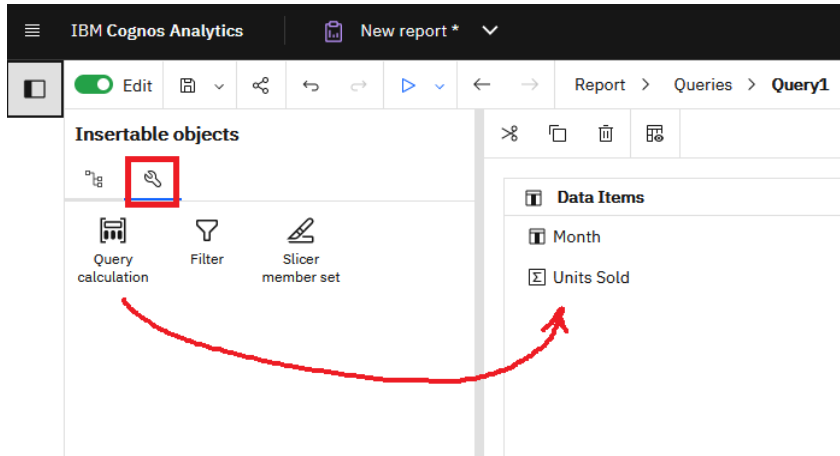 IBM Cognos Analytics New report *
Edit Report > Queries > Query1
Insertable objects
Data Items
Month
Query calculation
Filter
Slicer member set
Units Sold